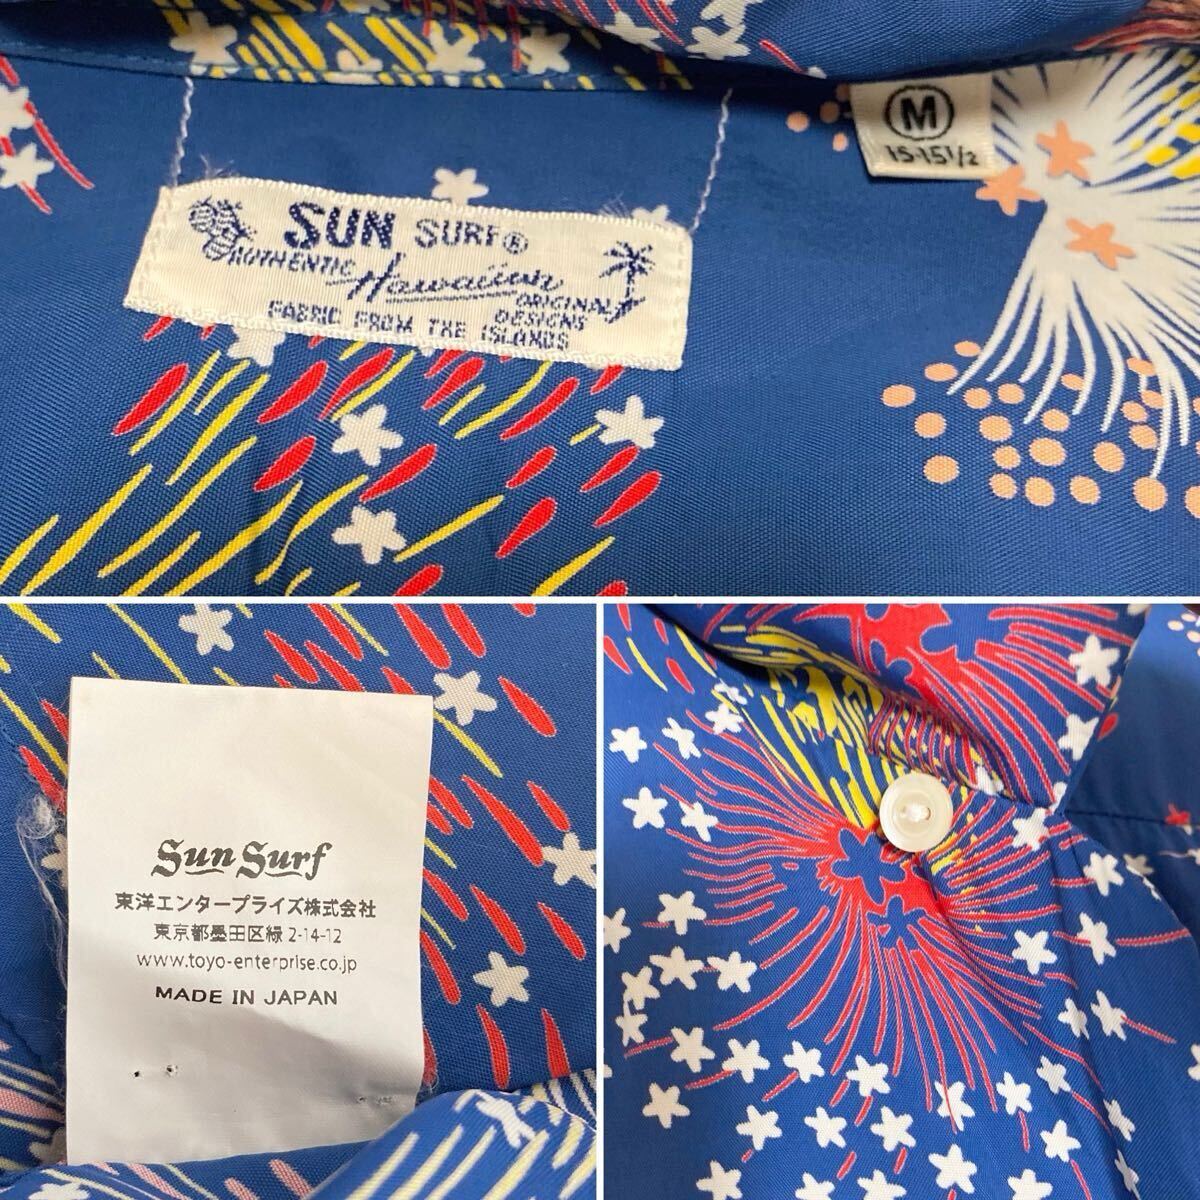 M
15-15 1/2
SUN SURF®
AUTHENTIC Hawaiian ORIGINAL DESIGNS
FABRIC FROM THE ISLANDS
Sun Surf
東洋エンタープライズ株式会社
東京都墨田区緑 2-14-12
www.toyo-enterprise.co.jp
MADE IN JAPAN